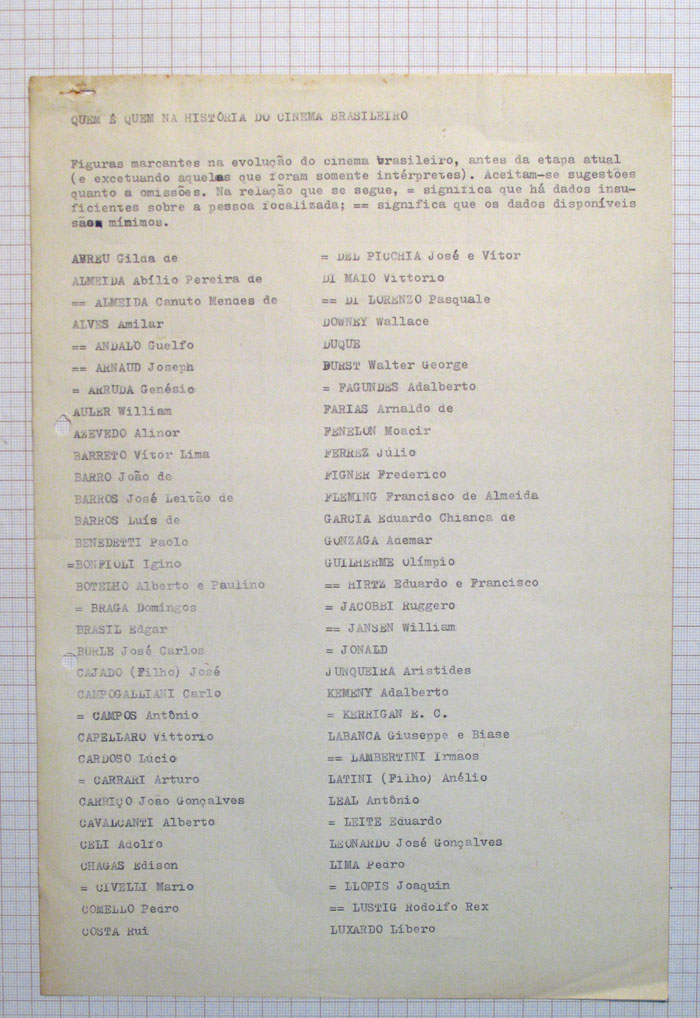 QUEM É QUEM NA HISTÓRIA DO CINEMA BRASILEIRO
Figuras marcantes na evolução do cinema brasileiro, antes da etapa atual
(e excetuando aquelas que foram somente intérpretes). Aceitam-se sugestões
quanto a omissões. Na relação que se segue, = significa que há dados insu-
ficientes sobre a pessoa focalizada; == significa que os dados disponíveis
são mínimos.
ABREU Gilda de
ALMEIDA Abílio Pereira de
== ALMEIDA Canuto Mendes de
ALVES Amilar
== ANDALÓ Guelfo
== ARNAUD Joseph
= ARRUDA Genésio
AULER William
AZEVEDO Alinor
BARRETO Vitor Lima
BARRO João de
BARROS José Leitão de
BARROS Luís de
BENEDETTI Paolo
=BONFIOLI Igino
BOTELHO Alberto e Paulino
= BRAGA Domingos
BRASIL Edgar
BURLE José Carlos
CAJADO (Filho) José
CAMPOGALLIANI Carlo
= CAMPOS Antônio
CAPELLARO Vittorio
CARDOSO Lúcio
= CARRARI Arturo
CARRIÇO João Gonçalves
CAVALCANTI Alberto
CELI Adolfo
CHAGAS Edison
= CIVELLI Mario
COMELLO Pedro
COSTA Rui
= DEL PICCHIA José e Vitor
DI MAIO Vittorio
== DI LORENZO Pasquale
DOWNEY Wallace
DUQUE
DURST Walter George
= FAGUNDES Adalberto
FARIAS Arnaldo de
FENELON Moacir
FERREZ Júlio
FIGNER Frederico
FLEMING Francisco de Almeida
GARCIA Eduardo Chianca de
GONZAGA Ademar
GUILHERME Olímpio
== HIRTZ Eduardo e Francisco
= JACOBBI Ruggero
== JANSEN William
= JONALD
JUNQUEIRA Aristides
KEMENY Adalberto
= KERRIGAN E. C.
LABANCA Giuseppe e Biase
== LAMBERTINI Irmãos
LATINI (Filho) Anélio
LEAL Antônio
= LEITE Eduardo
LEONARDO José Gonçalves
LIMA Pedro
= LLOPIS Joaquin
== LUSTIG Rodolfo Rex
LUXARDO Líbero